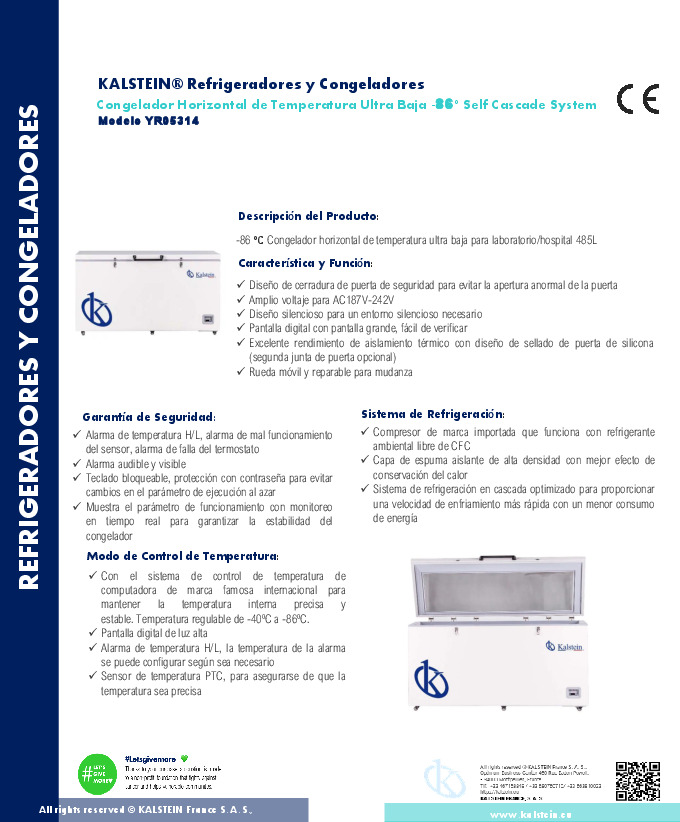 REFRIGERADORES Y CONGELADORES
KALSTEIN® Refrigeradores y Congeladores
Congelador Horizontal de Temperatura Ultra Baja -86° Self Cascade System
Modelo YR05314
CE
Descripción del Producto:
-86 °C Congelador horizontal de temperatura ultra baja para laboratorio/hospital 485L
Característica y Función:
✓ Diseño de cerradura de puerta de seguridad para evitar la apertura anormal de la puerta
✓ Amplio voltaje para AC187V-242V
✓ Diseño silencioso para un entorno silencioso necesario
✓ Pantalla digital con pantalla grande, fácil de verificar
✓ Excelente rendimiento de aislamiento térmico con diseño de sellado de puerta de silicona
(segunda junta de puerta opcional)
✓ Rueda móvil y reparable para mudanza
Kalstein
Garantía de Seguridad:
✓ Alarma de temperatura H/L, alarma de mal funcionamiento
del sensor, alarma de falla del termostato
✓ Alarma audible y visible
✓ Teclado bloqueable, protección con contraseña para evitar
cambios en el parámetro de ejecución al azar
✓ Muestra el parámetro de funcionamiento con monitoreo
en tiempo real para garantizar la estabilidad del
congelador
Modo de Control de Temperatura:
✓ Con el sistema de control de temperatura de
computadora de marca famosa internacional para
mantener la temperatura interna precisa y
estable. Temperatura regulable de -40°C a -86°C.
✓ Pantalla digital de luz alta
✓ Alarma de temperatura H/L, la temperatura de la alarma
se puede configurar según sea necesario
✓ Sensor de temperatura PTC, para asegurarse de que la
temperatura sea precisa
Sistema de Refrigeración:
✓ Compresor de marca importada que funciona con refrigerante
ambiental libre de CFC
✓ Capa de espuma aislante de alta densidad con mejor efecto de
conservación del calor
✓ Sistema de refrigeración en cascada optimizado para proporcionar
una velocidad de enfriamiento más rápida con un menor consumo
de energía
Kalstein
# LET'S
GIVE
MORE
#Letsgivemore
All rights reserved ® KALSTEIN France S. A. S.,
KALSTEIN FRANCE, S. A. S
All rights reserved © KALSTEIN France S. A. S.,
www.kalstein.eu